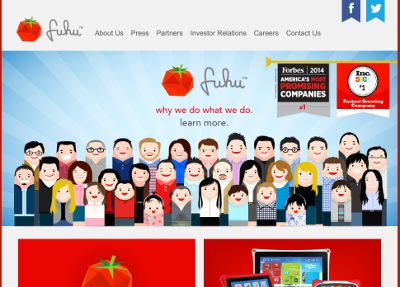 fuhu™
About Us Press Partners Investor Relations Careers Contact Us
fuhu™
why we do what we do.
learn more.
Forbes 2014
AMERICA'S MOST
PROMISING
COMPANIES
#1
Inc.
500
#1
Fastest Growing
Company